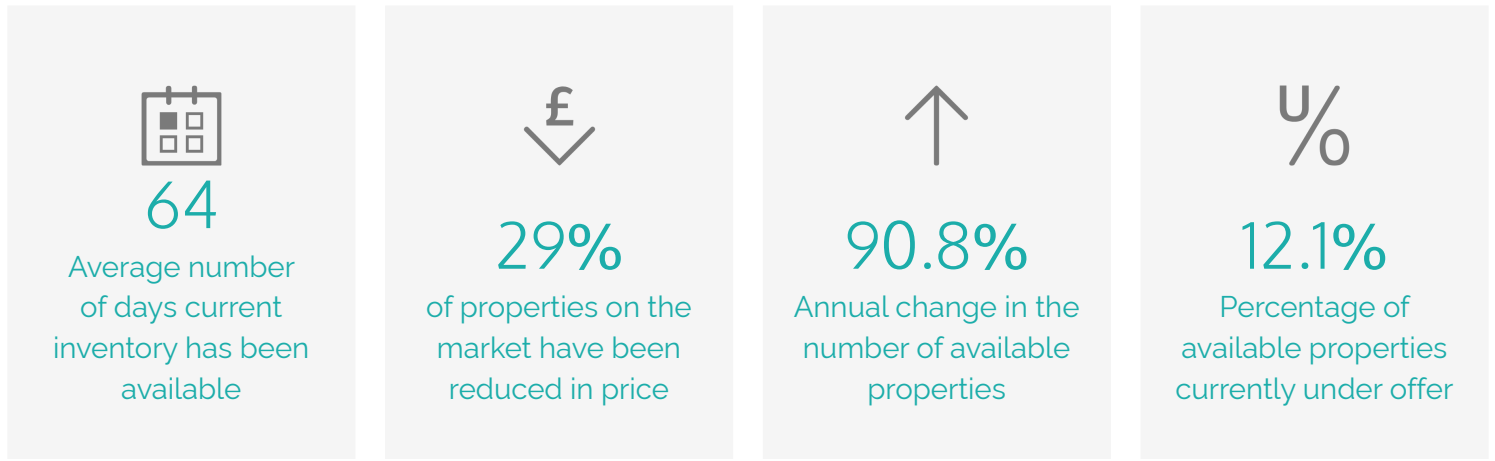 64
Average number
of days current
inventory has been
available
£
29%
of properties on the
market have been
reduced in price
90.8%
Annual change in the
number of available
properties
U%
12.1%
Percentage of
available properties
currently under offer